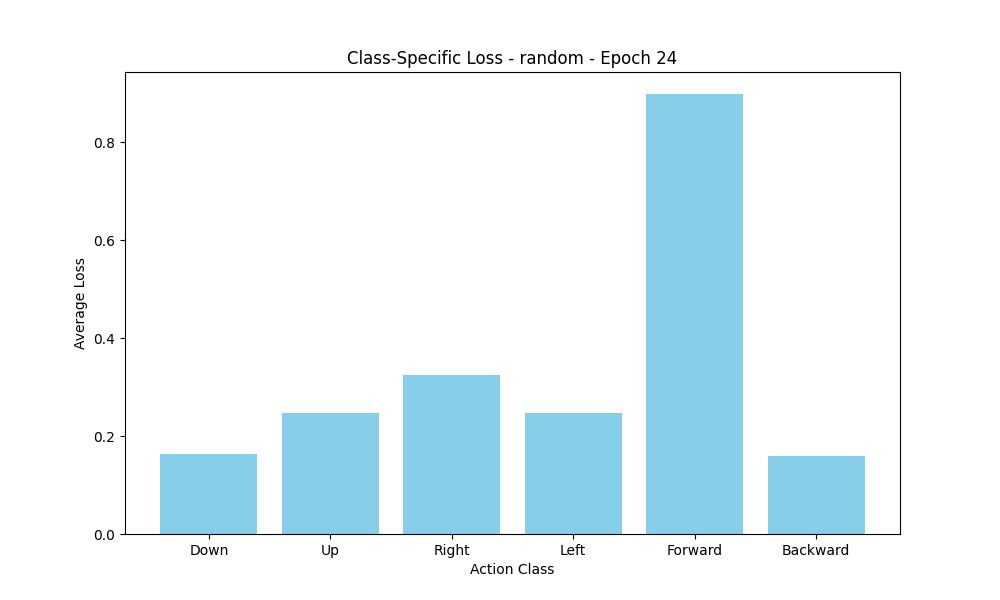 Class-Specific Loss - random - Epoch 24
Average Loss
0.8
0.6
0.4
0.2
0.0
Down Up Right Left Forward Backward
Action Class